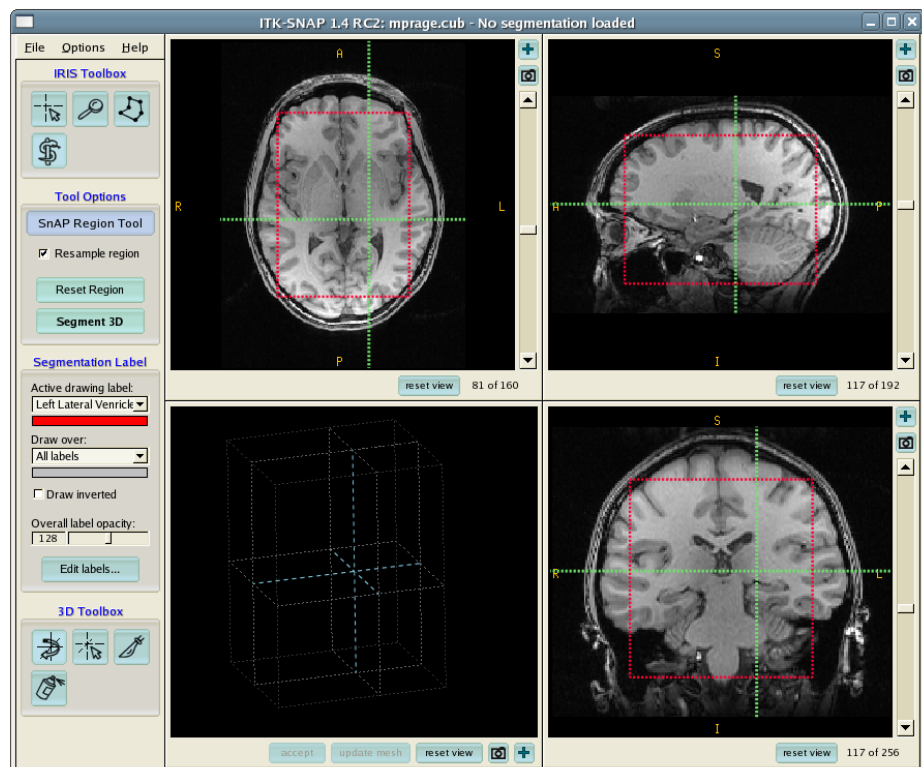 ITK-SNAP 1.4 RC2: mprage.cub - No segmentation loaded
File Options Help
IRIS Toolbox
Tool Options
SnAP Region Tool
Resample region
Reset Region
Segment 3D
Segmentation Label
Active drawing label:
Left Lateral Venricle
Draw over:
All labels
Draw inverted
Overall label opacity:
128
Edit labels...
3D Toolbox
A
R
L
P
reset view 81 of 160
S
A
P
I
reset view 117 of 192
accept update mesh reset view
S
R
L
I
reset view 117 of 256